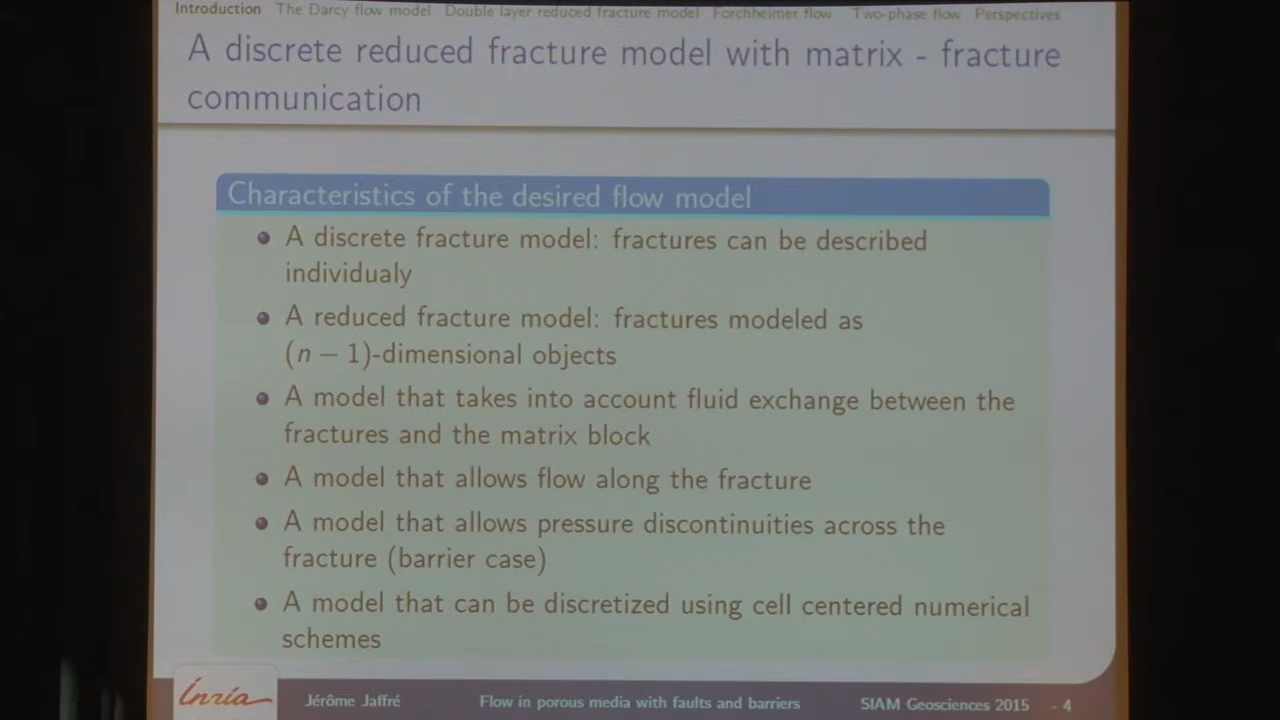 Introduction The Darcy flow model Double layer reduced fracture model Forchheimer flow Two-phase flow Perspectives
A discrete reduced fracture model with matrix - fracture
communication
Characteristics of the desired flow model
A discrete fracture model: fractures can be described
individualy
A reduced fracture model: fractures modeled as
(n − 1)-dimensional objects
A model that takes into account fluid exchange between the
fractures and the matrix block
A model that allows flow along the fracture
A model that allows pressure discontinuities across the
fracture (barrier case)
A model that can be discretized using cell centered numerical
schemes
Inria Jérôme Jaffré Flow in porous media with faults and barriers SIAM Geosciences 2015 - 4